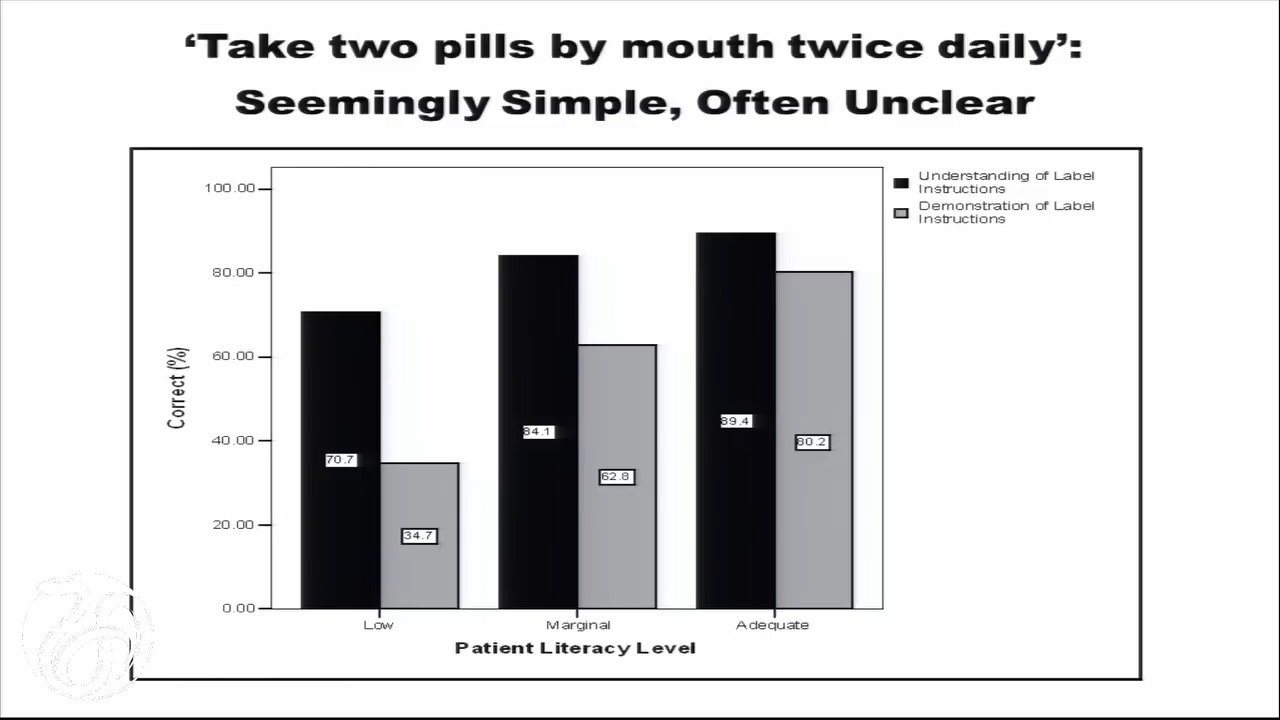 ‘Take two pills by mouth twice daily’:
Seemingly Simple, Often Unclear
Understanding of Label
Instructions
Demonstration of Label
Instructions
Correct (%)
100.00
80.00
60.00
40.00
20.00
0.00
70.7
34.7
84.1
62.8
89.4
80.2
Low
Marginal
Adequate
Patient Literacy Level